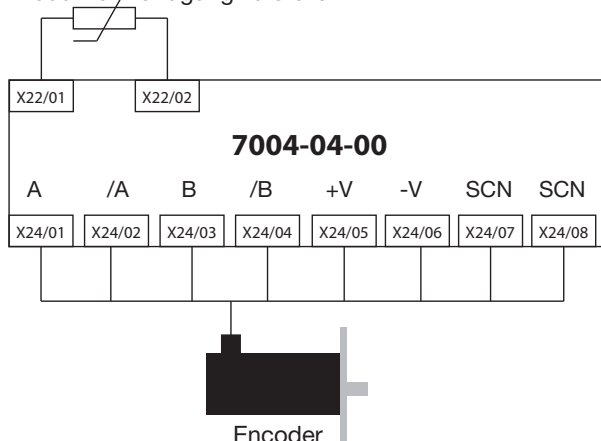 X22/01 X22/02
7004-04-00
A /A B /B +V -V SCN SCN
X24/01 X24/02 X24/03 X24/04 X24/05 X24/06 X24/07 X24/08
Encoder